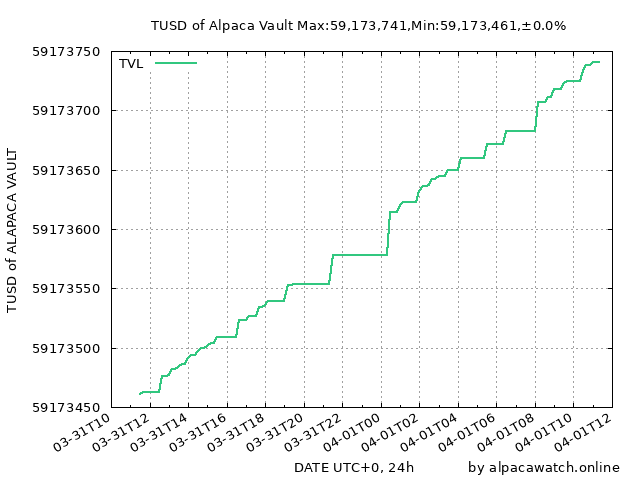 TUSD of Alpaca Vault Max:59,173,741,Min:59,173,461,±0.0%
TVL
59173750
59173700
59173650
59173600
59173550
59173500
59173450
TUSD of ALAPACA VAULT
03-31T10
03-31T12
03-31T14
03-31T16
03-31T18
03-31T20
03-31T22
04-01T00
04-01T02
04-01T04
04-01T06
04-01T08
04-01T10
04-01T12
DATE UTC+0, 24h
by alpacawatch.online